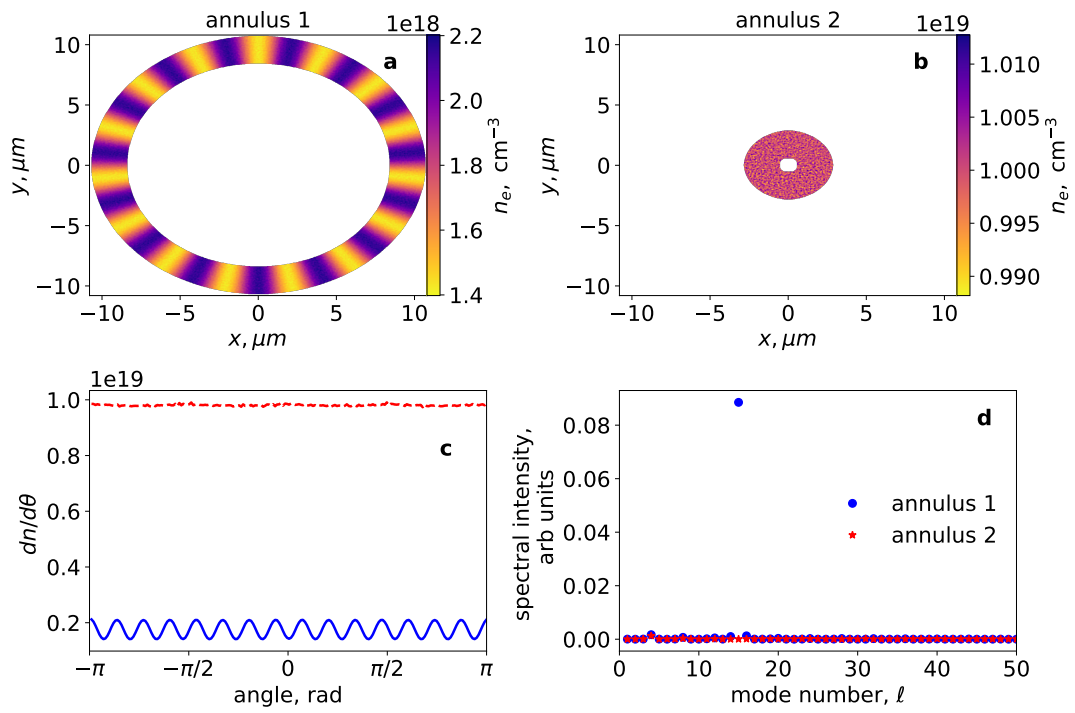 annulus 1
1e18
a
10
5
0
−5
−10
y, μm
−10 −5 0 5 10
x, μm
2.2
2.0
1.8
1.6
1.4
nₑ, cm⁻³
annulus 2
1e19
b
10
5
0
−5
−10
y, μm
−10 −5 0 5 10
x, μm
1.010
1.005
1.000
0.995
0.990
nₑ, cm⁻³
1e19
c
1.0
0.8
0.6
0.4
0.2
dn/dθ
−π −π/2 0 π/2 π
angle, rad
d
0.08
0.06
0.04
0.02
0.00
spectral intensity,
arb units
annulus 1
annulus 2
0 10 20 30 40 50
mode number, ℓ